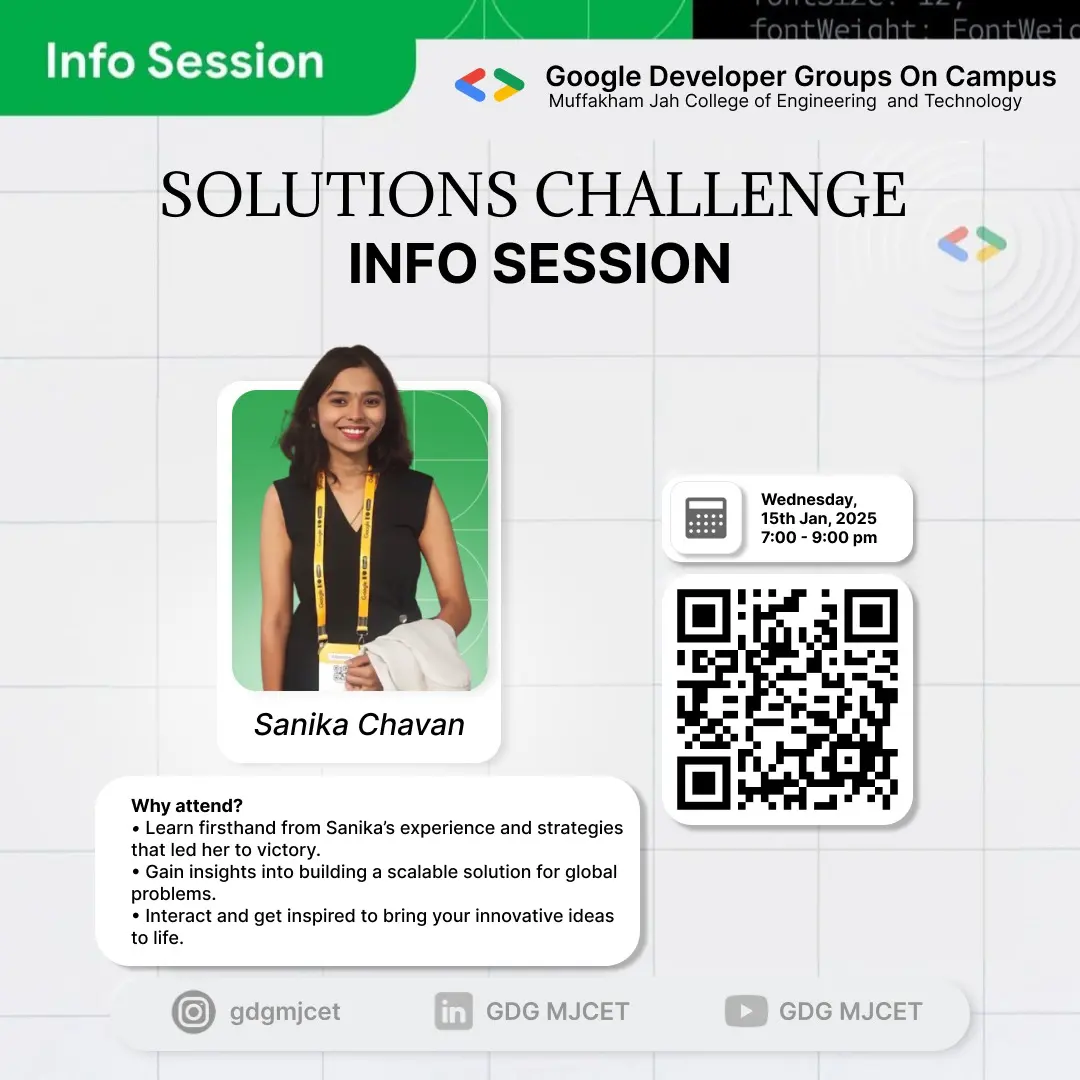 fontSize: 12,
fontWeight: FontWeic
Info Session
Google Developer Groups On Campus
Muffakham Jah College of Engineering and Technology
SOLUTIONS CHALLENGE
INFO SESSION
Wednesday,
15th Jan, 2025
7:00 - 9:00 pm
Sanika Chavan
Why attend?
• Learn firsthand from Sanika’s experience and strategies
that led her to victory.
• Gain insights into building a scalable solution for global
problems.
• Interact and get inspired to bring your innovative ideas
to life.
gdgmjcet
GDG MJCET
GDG MJCET